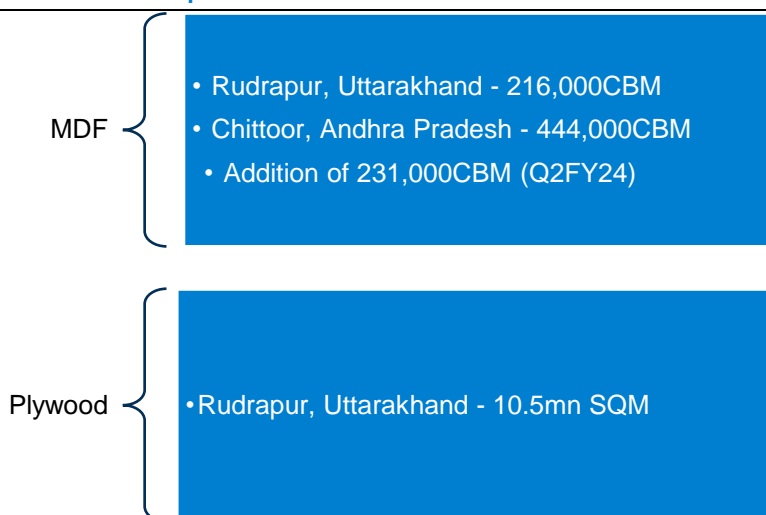 MDF
• Rudrapur, Uttarakhand - 216,000CBM
• Chittoor, Andhra Pradesh - 444,000CBM
• Addition of 231,000CBM (Q2FY24)
Plywood
• Rudrapur, Uttarakhand - 10.5mn SQM